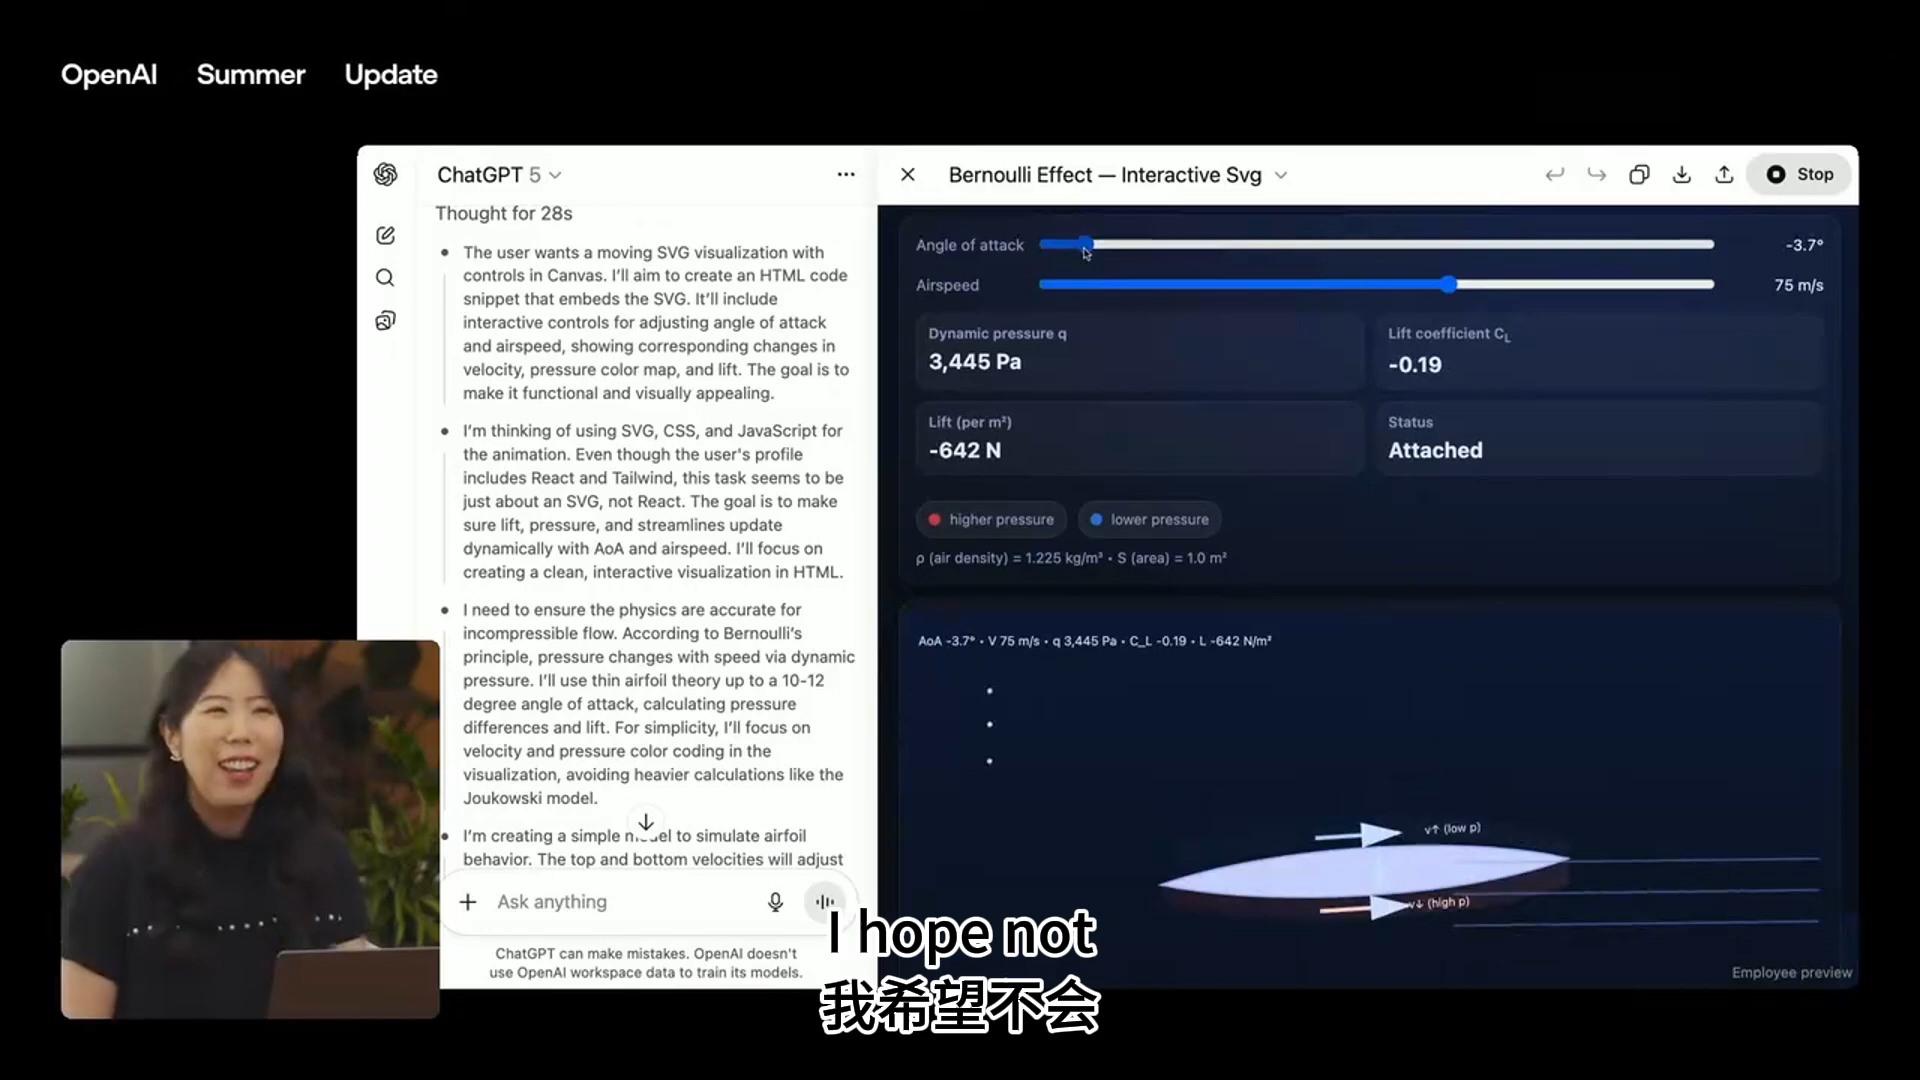 OpenAI Summer Update
ChatGPT 5
Thought for 28s
The user wants a moving SVG visualization with
controls in Canvas. I'll aim to create an HTML code
snippet that embeds the SVG. It'll include
interactive controls for adjusting angle of attack
and airspeed, showing corresponding changes in
velocity, pressure color map, and lift. The goal is to
make it functional and visually appealing.
I'm thinking of using SVG, CSS, and JavaScript for
the animation. Even though the user's profile
includes React and Tailwind, this task seems to be
just about an SVG, not React. The goal is to make
sure lift, pressure, and streamlines update
dynamically with AoA and airspeed. I'll focus on
creating a clean, interactive visualization in HTML.
I need to ensure the physics are accurate for
incompressible flow. According to Bernoulli's
principle, pressure changes with speed via dynamic
pressure. I'll use thin airfoil theory up to a 10-12
degree angle of attack, calculating pressure
differences and lift. For simplicity, I'll focus on
velocity and pressure color coding in the
visualization, avoiding heavier calculations like the
Joukowski model.
I'm creating a simple model to simulate airfoil
behavior. The top and bottom velocities will adjust
Ask anything
ChatGPT can make mistakes. OpenAI doesn't
use OpenAI workspace data to train its models.
Bernoulli Effect — Interactive Svg
Stop
Angle of attack -3.7°
Airspeed 75 m/s
Dynamic pressure q
3,445 Pa
Lift coefficient CL
-0.19
Lift (per m²)
-642 N
Status
Attached
higher pressure
lower pressure
ρ (air density) = 1.225 kg/m³ • S (area) = 1.0 m²
AoA -3.7° • V 75 m/s • q 3,445 Pa • C_L -0.19 • L -642 N/m²
v↑ (low p)
v↓ (high p)
Employee preview
I hope not
我希望不会